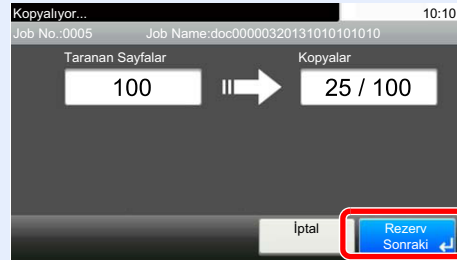 Kopyalıyor... 10:10
Job No.:0005 Job Name:doc00000320131010101010
Taranan Sayfalar Kopyalar
100 25 / 100
İptal Rezerv
Sonraki